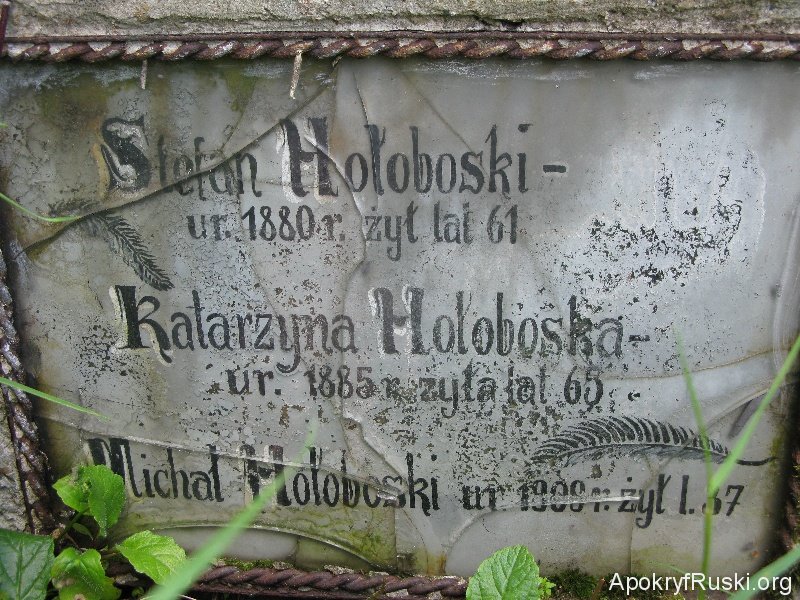 Stefan Hołoboski -
ur. 1880 r. żył lat 61
Katarzyna Hołoboska -
ur. 1885 r. żyła lat 65
Michał Hołoboski ur r. żył l. 37
ApokryfRuski.org